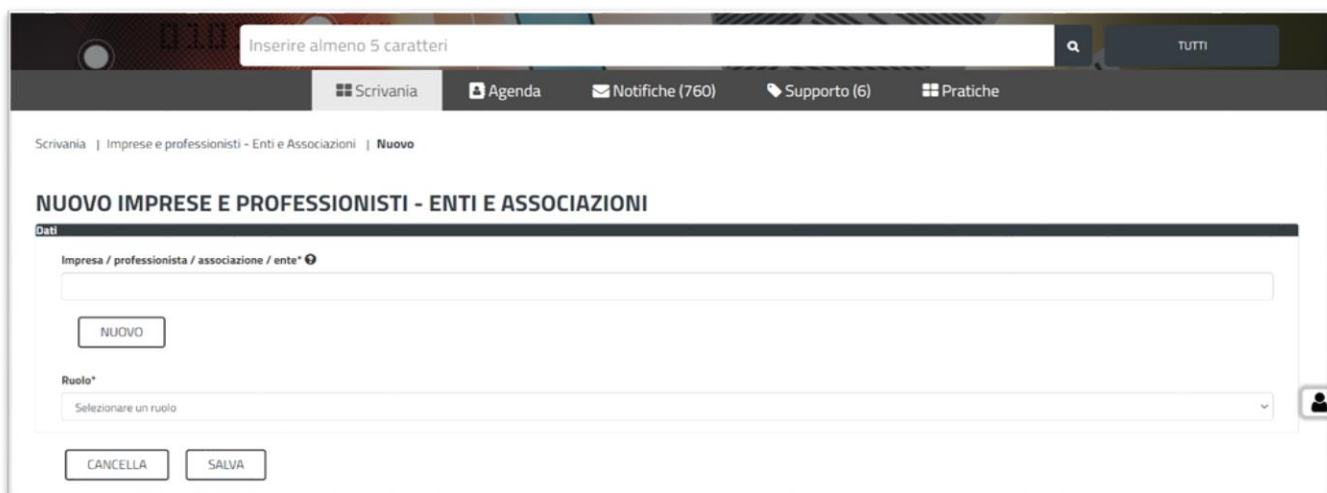 Inserire almeno 5 caratteri
TUTTI
Scrivania Agenda Notifiche (760) Supporto (6) Pratiche
Scrivania | Imprese e professionisti - Enti e Associazioni | Nuovo
NUOVO IMPRESE E PROFESSIONISTI - ENTI E ASSOCIAZIONI
Dati
Impresa / professionista / associazione / ente*
NUOVO
Ruolo*
Selezionare un ruolo
CANCELLA SALVA